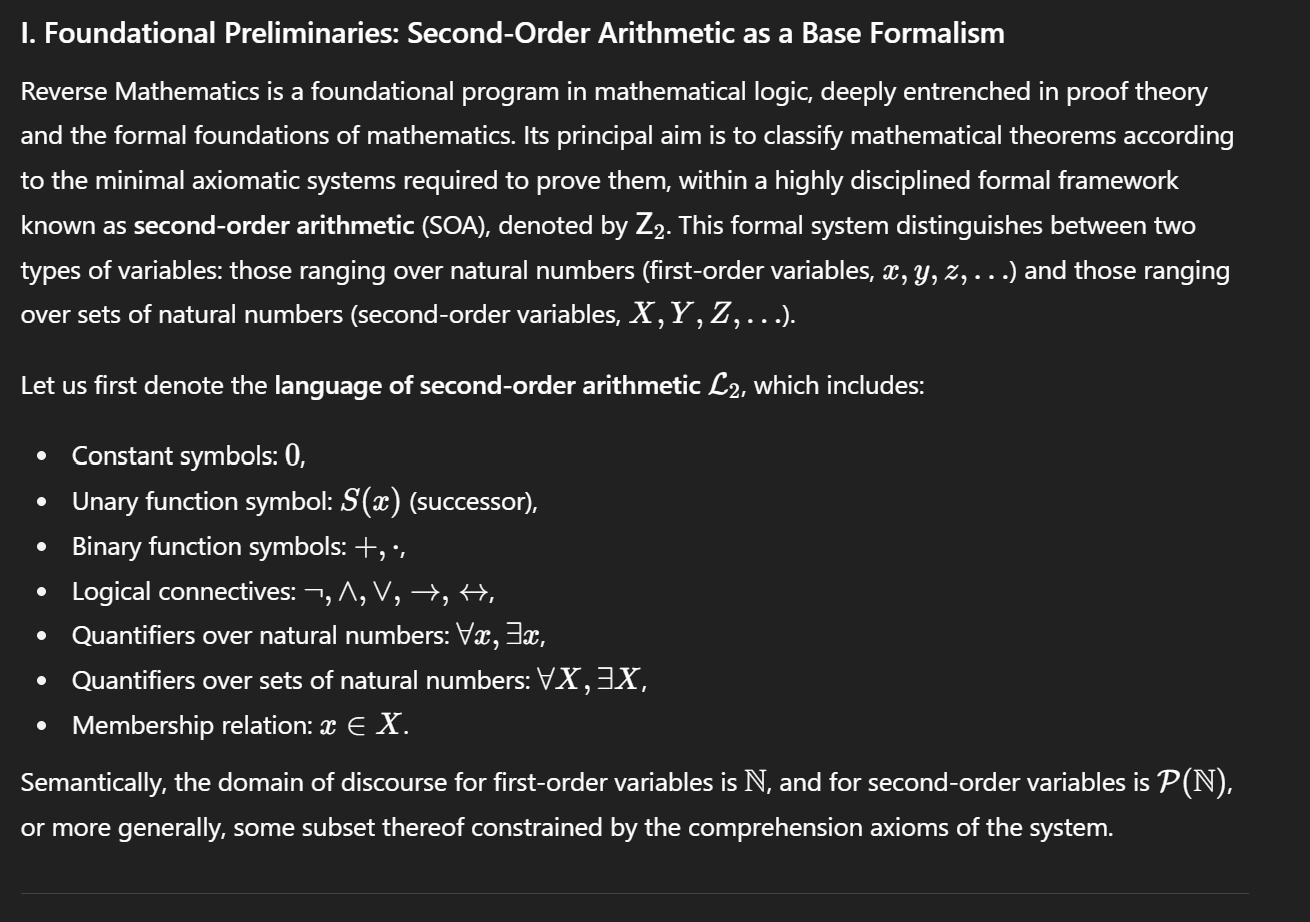 I. Foundational Preliminaries: Second-Order Arithmetic as a Base Formalism
Reverse Mathematics is a foundational program in mathematical logic, deeply entrenched in proof theory
and the formal foundations of mathematics. Its principal aim is to classify mathematical theorems according
to the minimal axiomatic systems required to prove them, within a highly disciplined formal framework
known as second-order arithmetic (SOA), denoted by Z₂. This formal system distinguishes between two
types of variables: those ranging over natural numbers (first-order variables, x, y, z, . . .) and those ranging
over sets of natural numbers (second-order variables, X, Y, Z, . . .).
Let us first denote the language of second-order arithmetic ℒ₂, which includes:
• Constant symbols: 0,
• Unary function symbol: S(x) (successor),
• Binary function symbols: +, ·,
• Logical connectives: ¬, ∧, ∨, →, ↔,
• Quantifiers over natural numbers: ∀x, ∃x,
• Quantifiers over sets of natural numbers: ∀X, ∃X,
• Membership relation: x ∈ X.
Semantically, the domain of discourse for first-order variables is ℕ, and for second-order variables is 𝒫(ℕ),
or more generally, some subset thereof constrained by the comprehension axioms of the system.